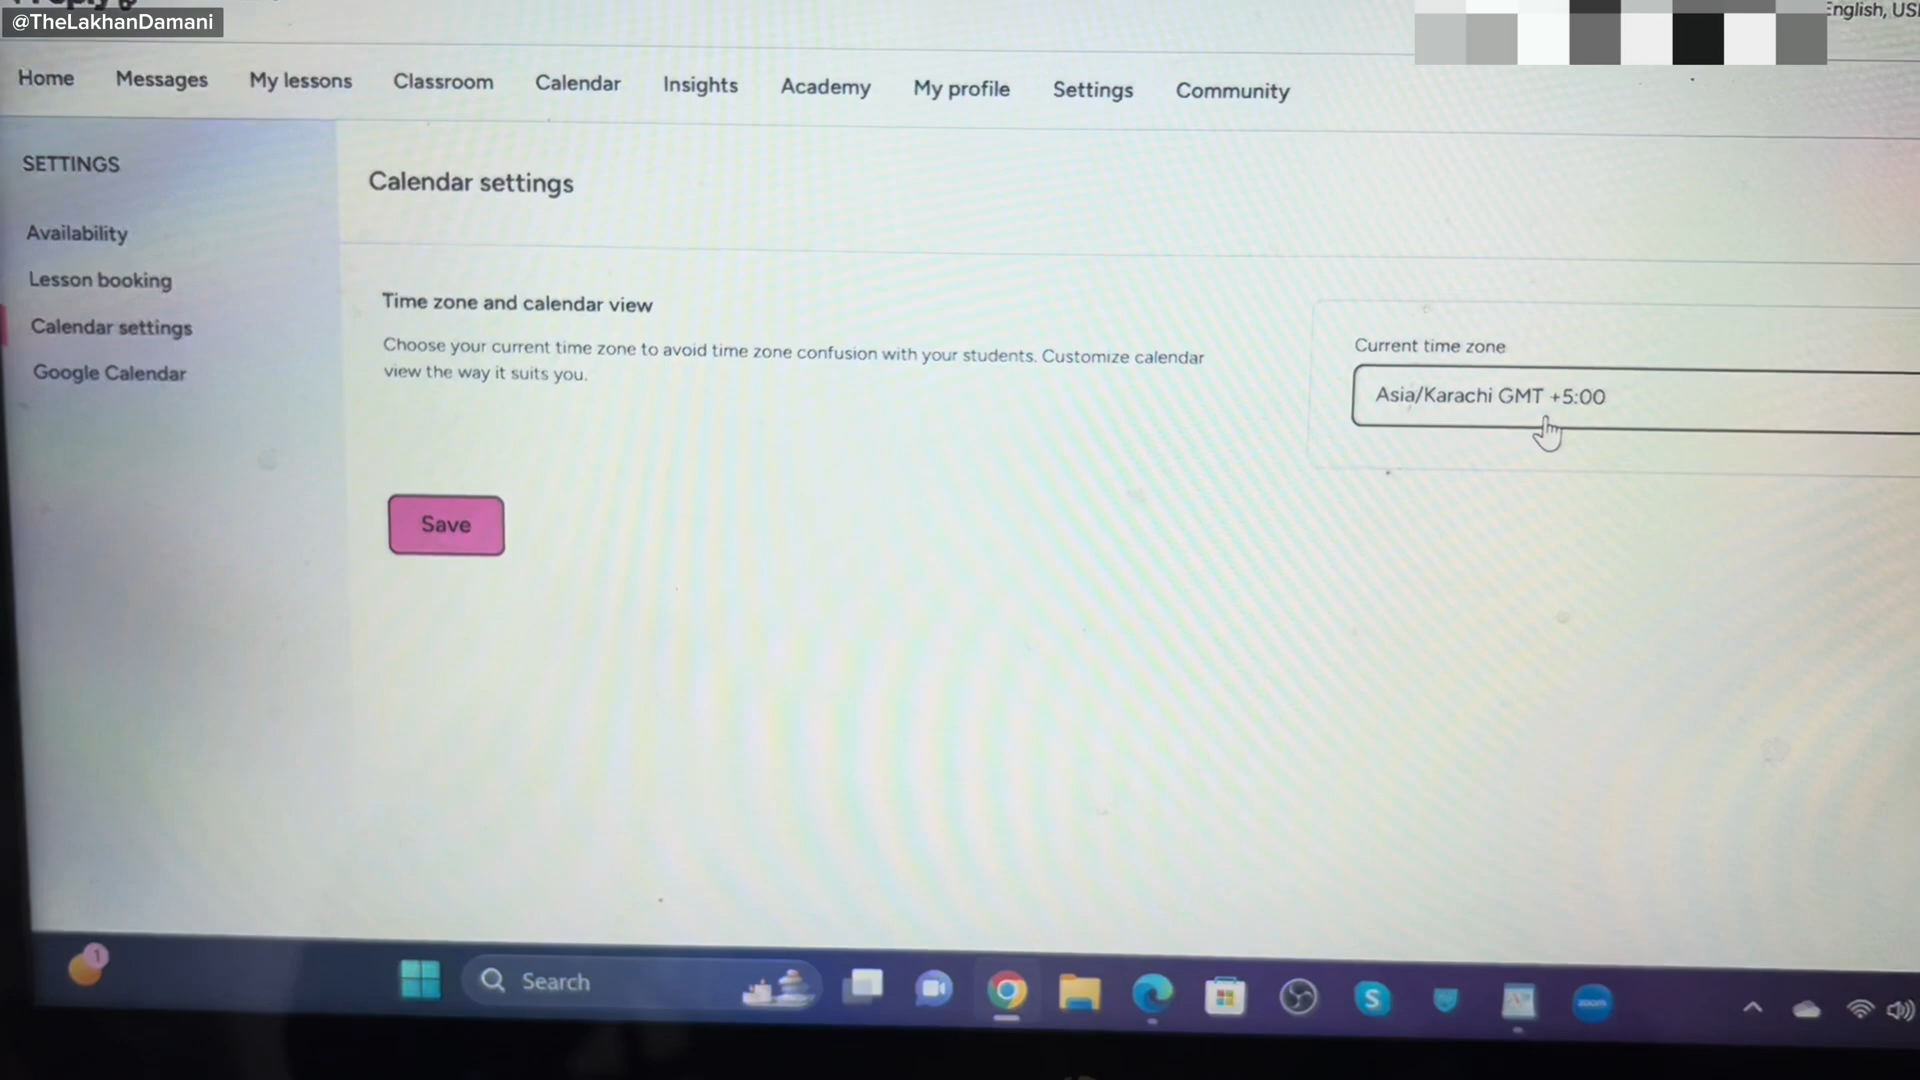 @TheLakhanDamani
English, US
Home Messages My lessons Classroom Calendar Insights Academy My profile Settings Community
SETTINGS
Availability
Lesson booking
Calendar settings
Google Calendar
Calendar settings
Time zone and calendar view
Choose your current time zone to avoid time zone confusion with your students. Customize calendar
view the way it suits you.
Current time zone
Asia/Karachi GMT +5:00
Save
1
Search
S
zoom